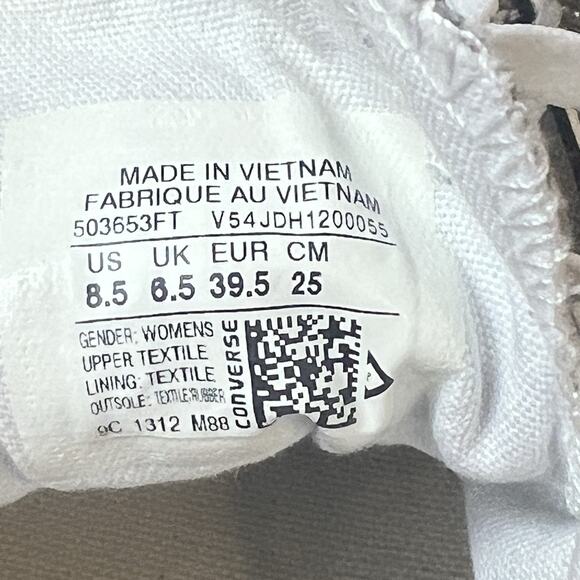 MADE IN VIETNAM
FABRIQUE AU VIETNAM
503653FT V54JDH1200055
US UK EUR CM
8.5 6.5 39.5 25
GENDER: WOMENS
UPPER TEXTILE
LINING: TEXTILE
OUTSOLE: TEXTILE;RUBBER
9C 1312 M88
CONVERSE